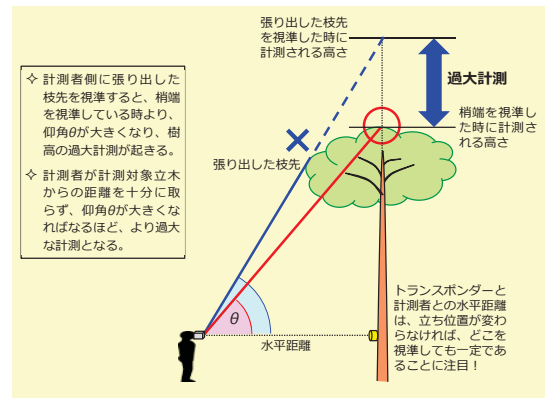 張り出した枝先
を視準した時に
計測される高さ
過大計測
梢端を視準し
た時に計測さ
れる高さ
✧ 計測者側に張り出した
枝先を視準すると、梢端
を視準している時より、
仰角θが大きくなり、樹
高の過大計測が起きる。
✧ 計測者が計測対象立木
からの距離を十分に取
らず、仰角θが大きくな
ればなるほど、より過大
な計測となる。
張り出した枝先
θ
水平距離
トランスポンダーと
計測者との水平距離
は、立ち位置が変わ
らなければ、どこを
視準しても一定であ
ることに注目！